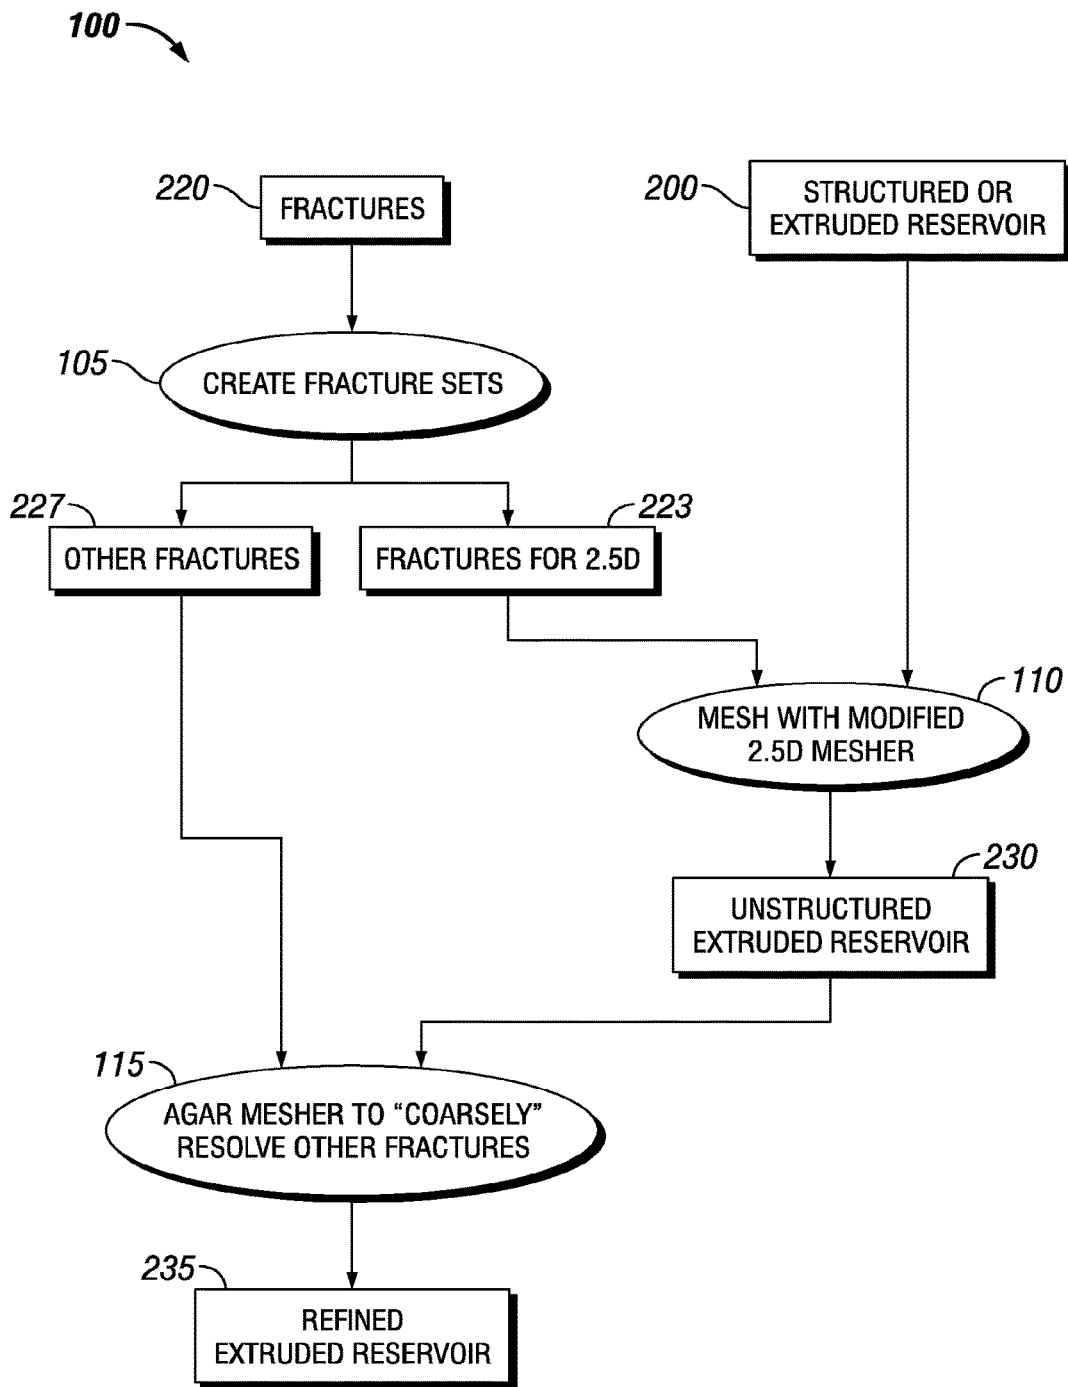 100
220
FRACTURES
200
STRUCTURED OR
EXTRUDED RESERVOIR
105
CREATE FRACTURE SETS
227
OTHER FRACTURES
223
FRACTURES FOR 2.5D
110
MESH WITH MODIFIED
2.5D MESHER
230
UNSTRUCTURED
EXTRUDED RESERVOIR
115
AGAR MESHER TO “COARSELY”
RESOLVE OTHER FRACTURES
235
REFINED
EXTRUDED RESERVOIR